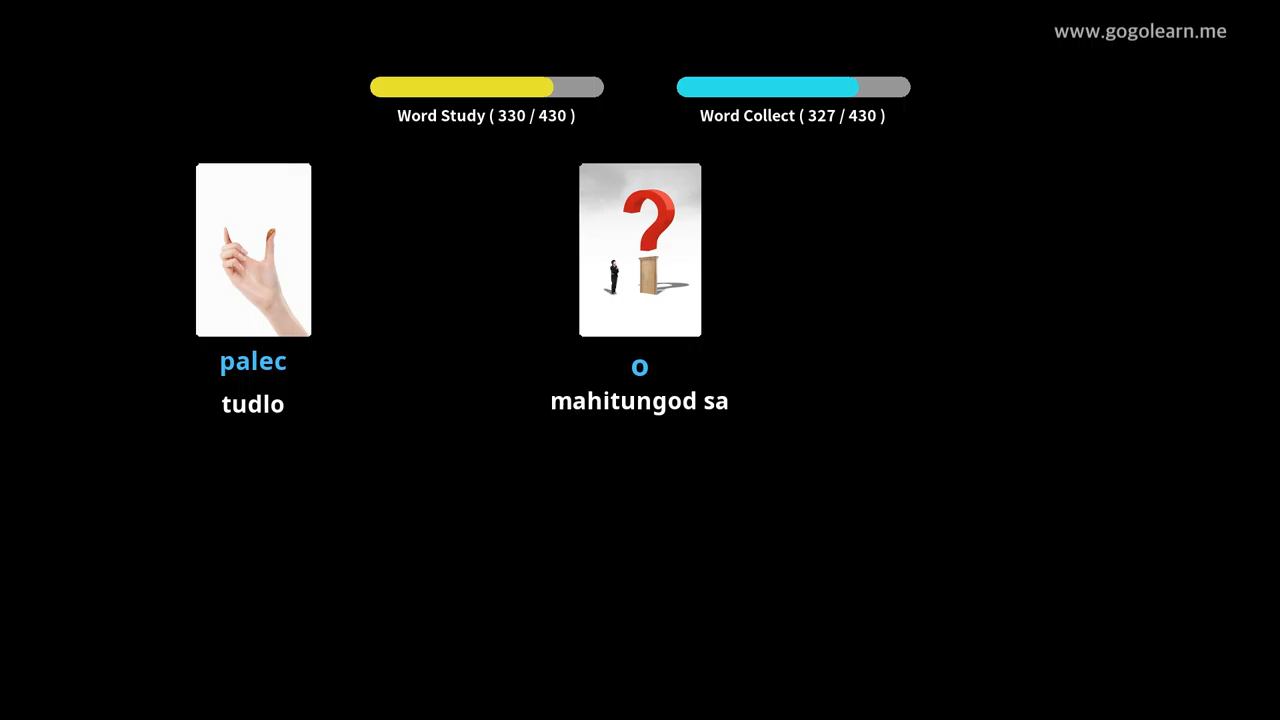 www.gogolearn.me
Word Study ( 330 / 430 )
Word Collect ( 327 / 430 )
palec
tudlo
o
mahitungod sa